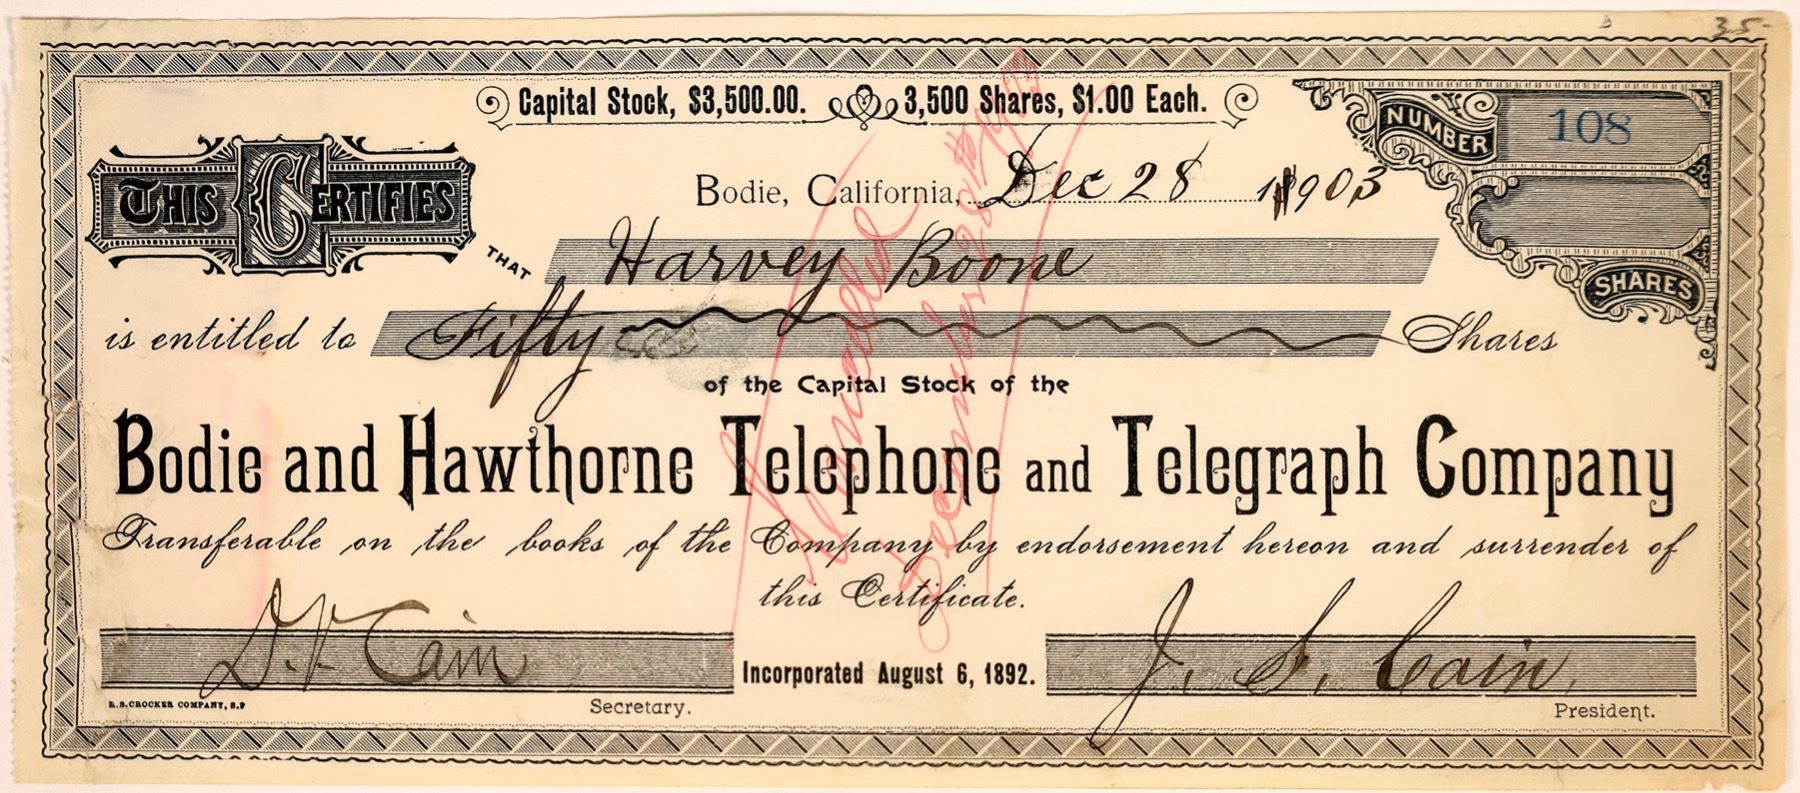 35-
Capital Stock, $3,500.00. 3,500 Shares, $1.00 Each.
NUMBER 108
Bodie, California, Dec 28 1903
THIS CERTIFIES
THAT Harvey Boone
SHARES
is entitled to Fifty Shares
of the Capital Stock of the
Bodie and Hawthorne Telephone and Telegraph Company
Transferable on the books of the Company by endorsement hereon and surrender of
this Certificate.
D. V. Cain
J. S. Cain,
Incorporated August 6, 1892.
H.S. CROCKER COMPANY, S.F
Secretary.
President.
Cancelled
December 28